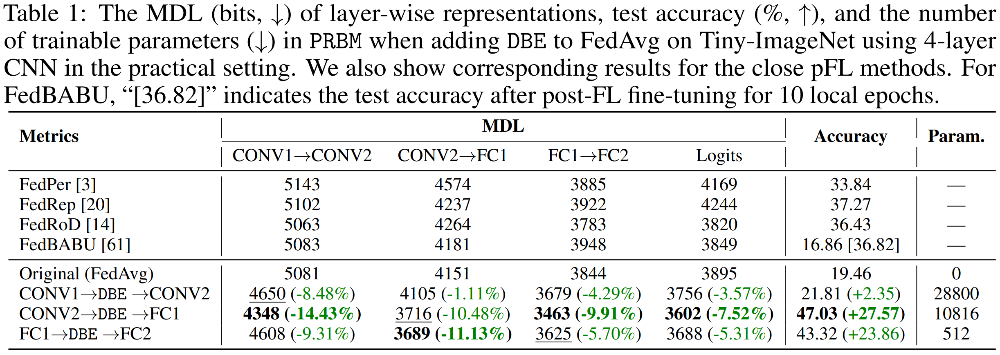 Table 1: The MDL (bits, ↓) of layer-wise representations, test accuracy (%, ↑), and the number
of trainable parameters (↓) in PRBM when adding DBE to FedAvg on Tiny-ImageNet using 4-layer
CNN in the practical setting. We also show corresponding results for the close pFL methods. For
FedBABU, “[36.82]” indicates the test accuracy after post-FL fine-tuning for 10 local epochs.
Metrics MDL Accuracy Param.
CONV1→CONV2 CONV2→FC1 FC1→FC2 Logits
FedPer [3] 5143 4574 3885 4169 33.84 —
FedRep [20] 5102 4237 3922 4244 37.27 —
FedRoD [14] 5063 4264 3783 3820 36.43 —
FedBABU [61] 5083 4181 3948 3849 16.86 [36.82] —
Original (FedAvg) 5081 4151 3844 3895 19.46 0
CONV1→DBE →CONV2 4650 (-8.48%) 4105 (-1.11%) 3679 (-4.29%) 3756 (-3.57%) 21.81 (+2.35) 28800
CONV2→DBE →FC1 4348 (-14.43%) 3716 (-10.48%) 3463 (-9.91%) 3602 (-7.52%) 47.03 (+27.57) 10816
FC1→DBE →FC2 4608 (-9.31%) 3689 (-11.13%) 3625 (-5.70%) 3688 (-5.31%) 43.32 (+23.86) 512